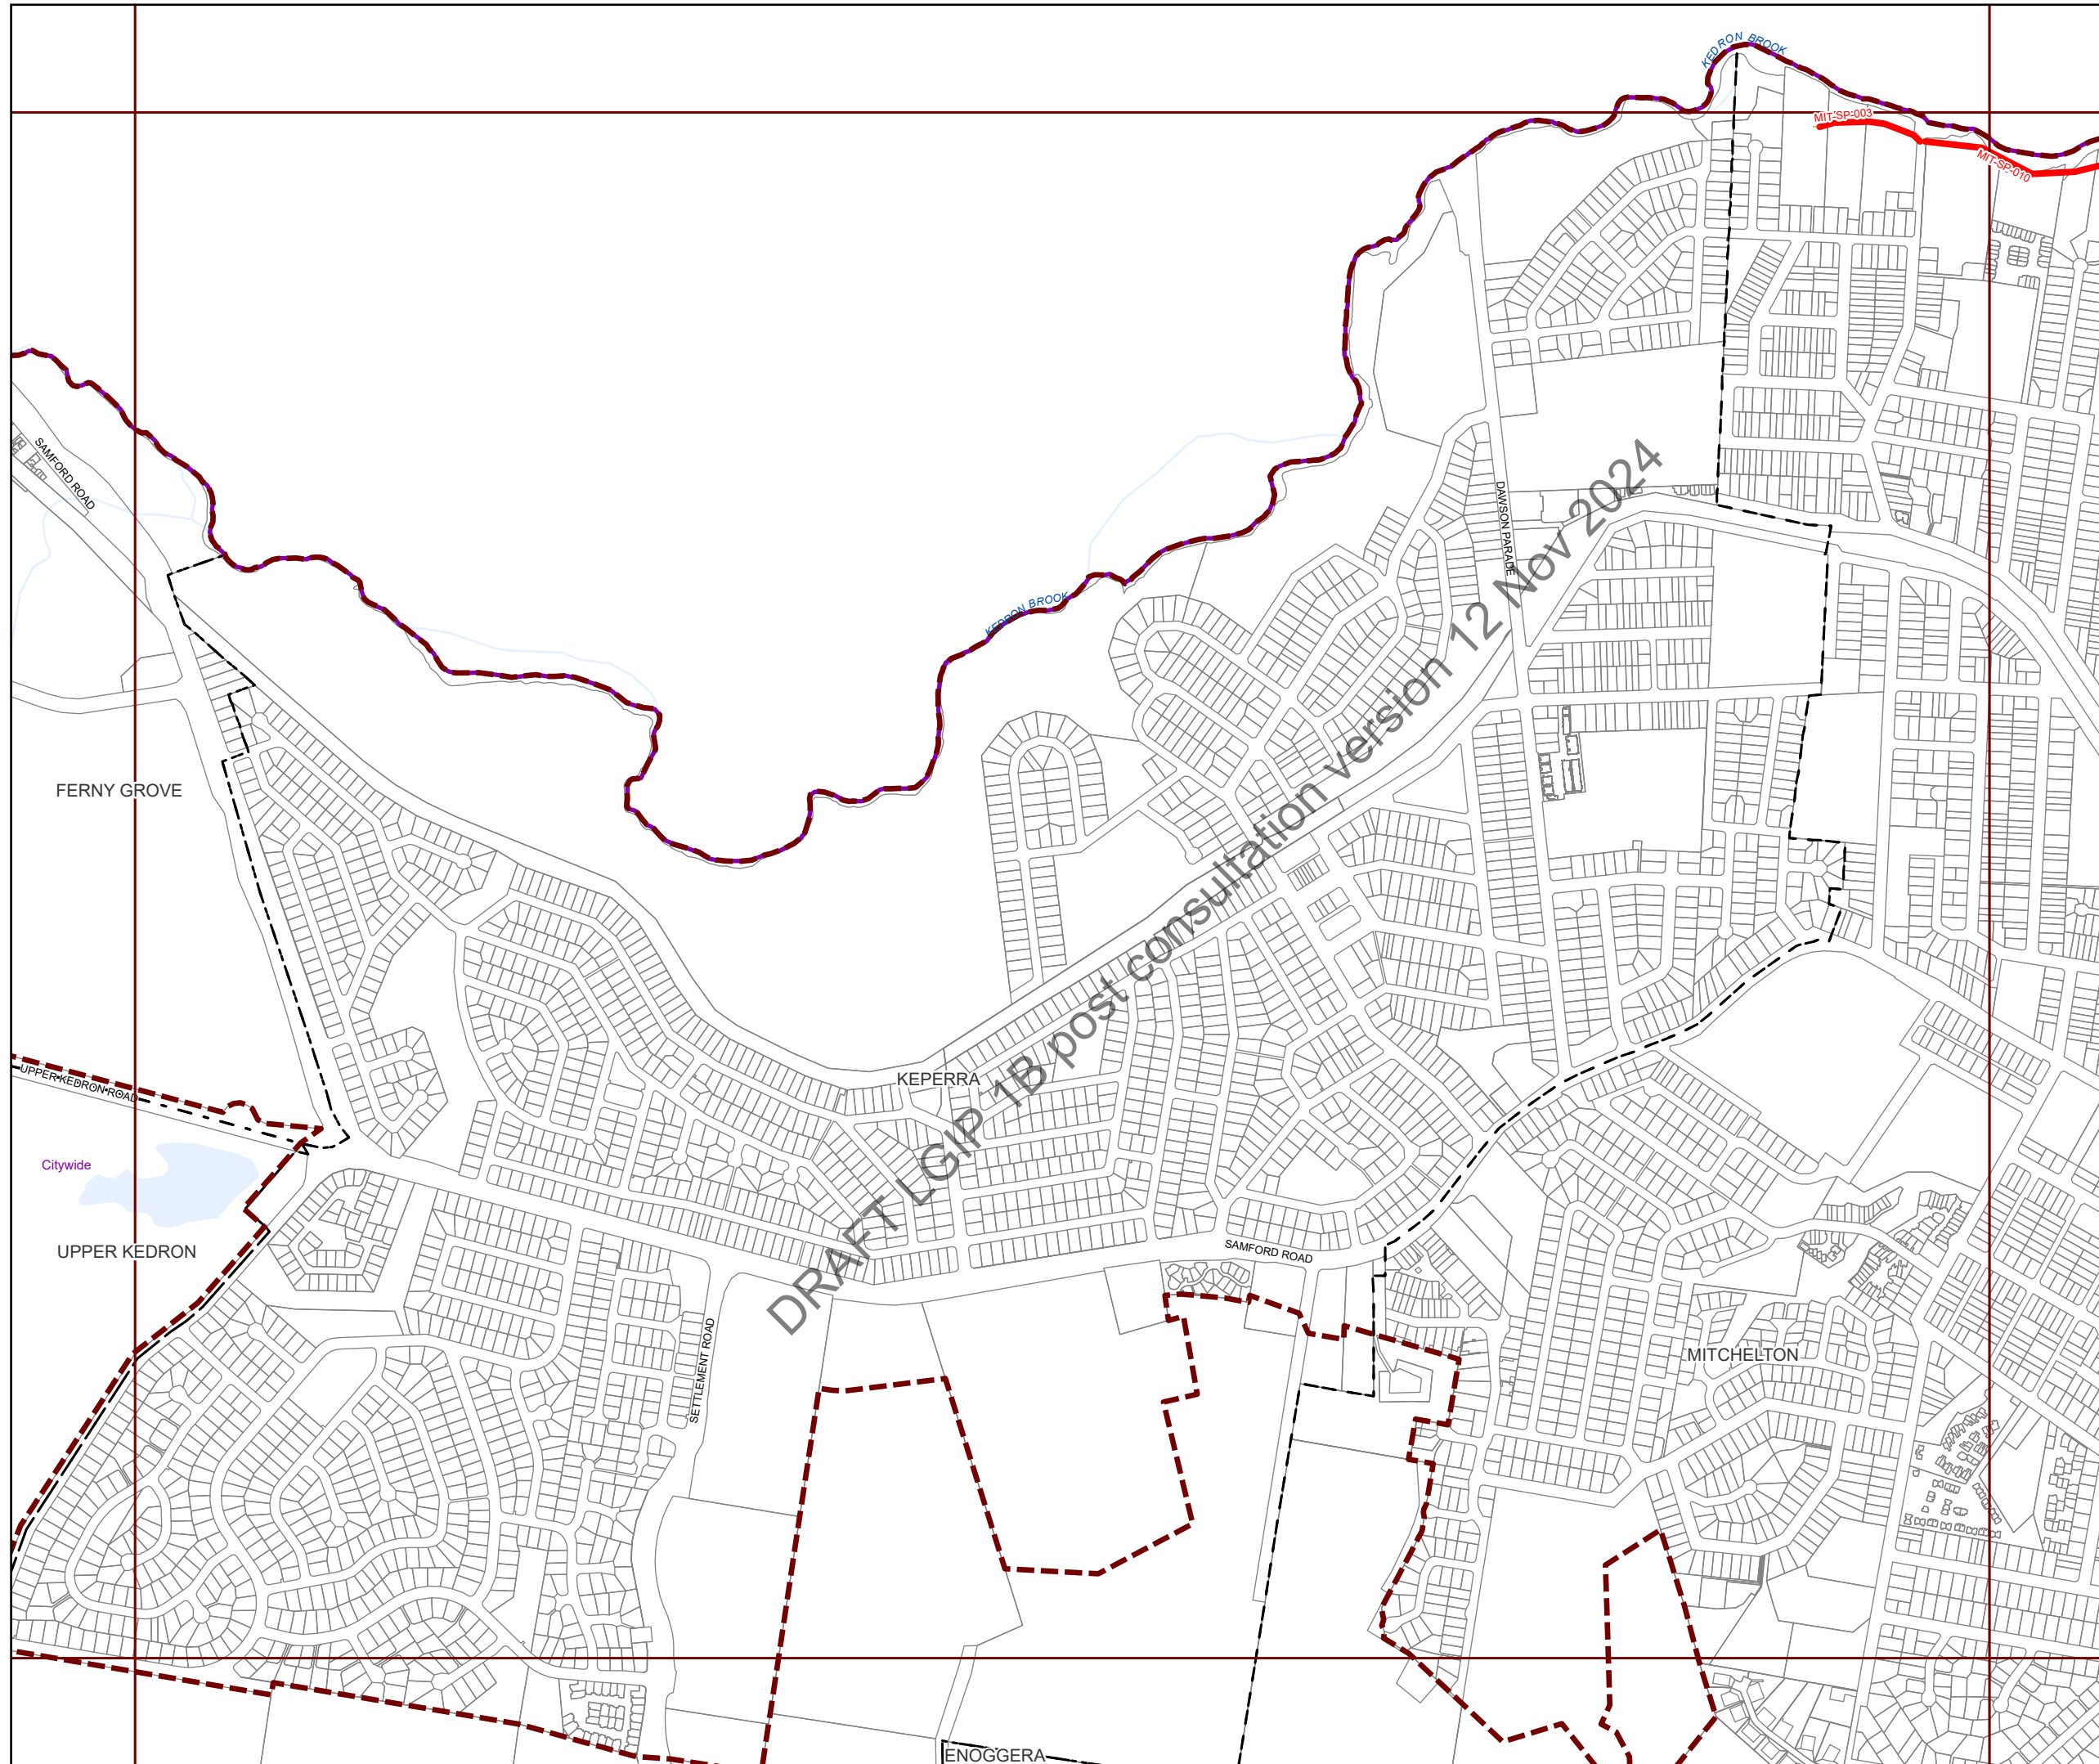 KEDRON BROOK
MIT-SP-003
MIT-SP-010
SAMFORD ROAD
DAWSON PARADE
KEDRON BROOK
FERNY GROVE
KEPERRA
UPPER KEDRON ROAD
Citywide
UPPER KEDRON
SAMFORD ROAD
SETTLEMENT ROAD
MITCHELTON
ENOGGERA
DRAFT LGIP 1B post consultation version 12 Nov 2024